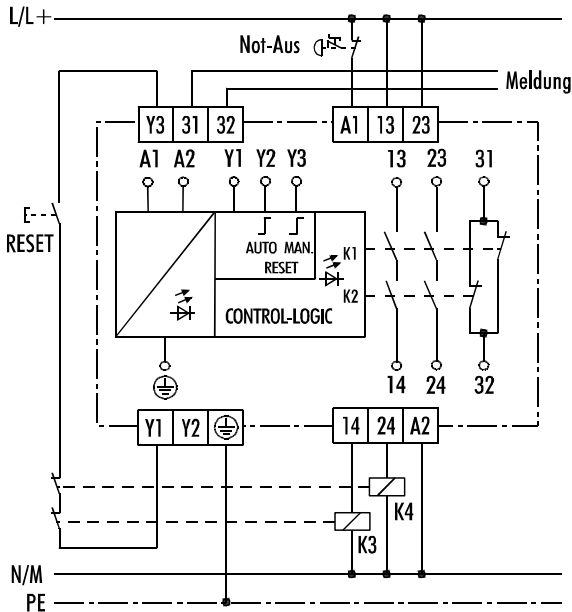 L/L+
Not-Aus
Meldung
Y3 31 32 A1 13 23
A1 A2 Y1 Y2 Y3 13 23 31
RESET
AUTO MAN.
RESET
K1
K2
CONTROL-LOGIC
14 24 32
Y1 Y2 14 24 A2
K4
K3
N/M
PE